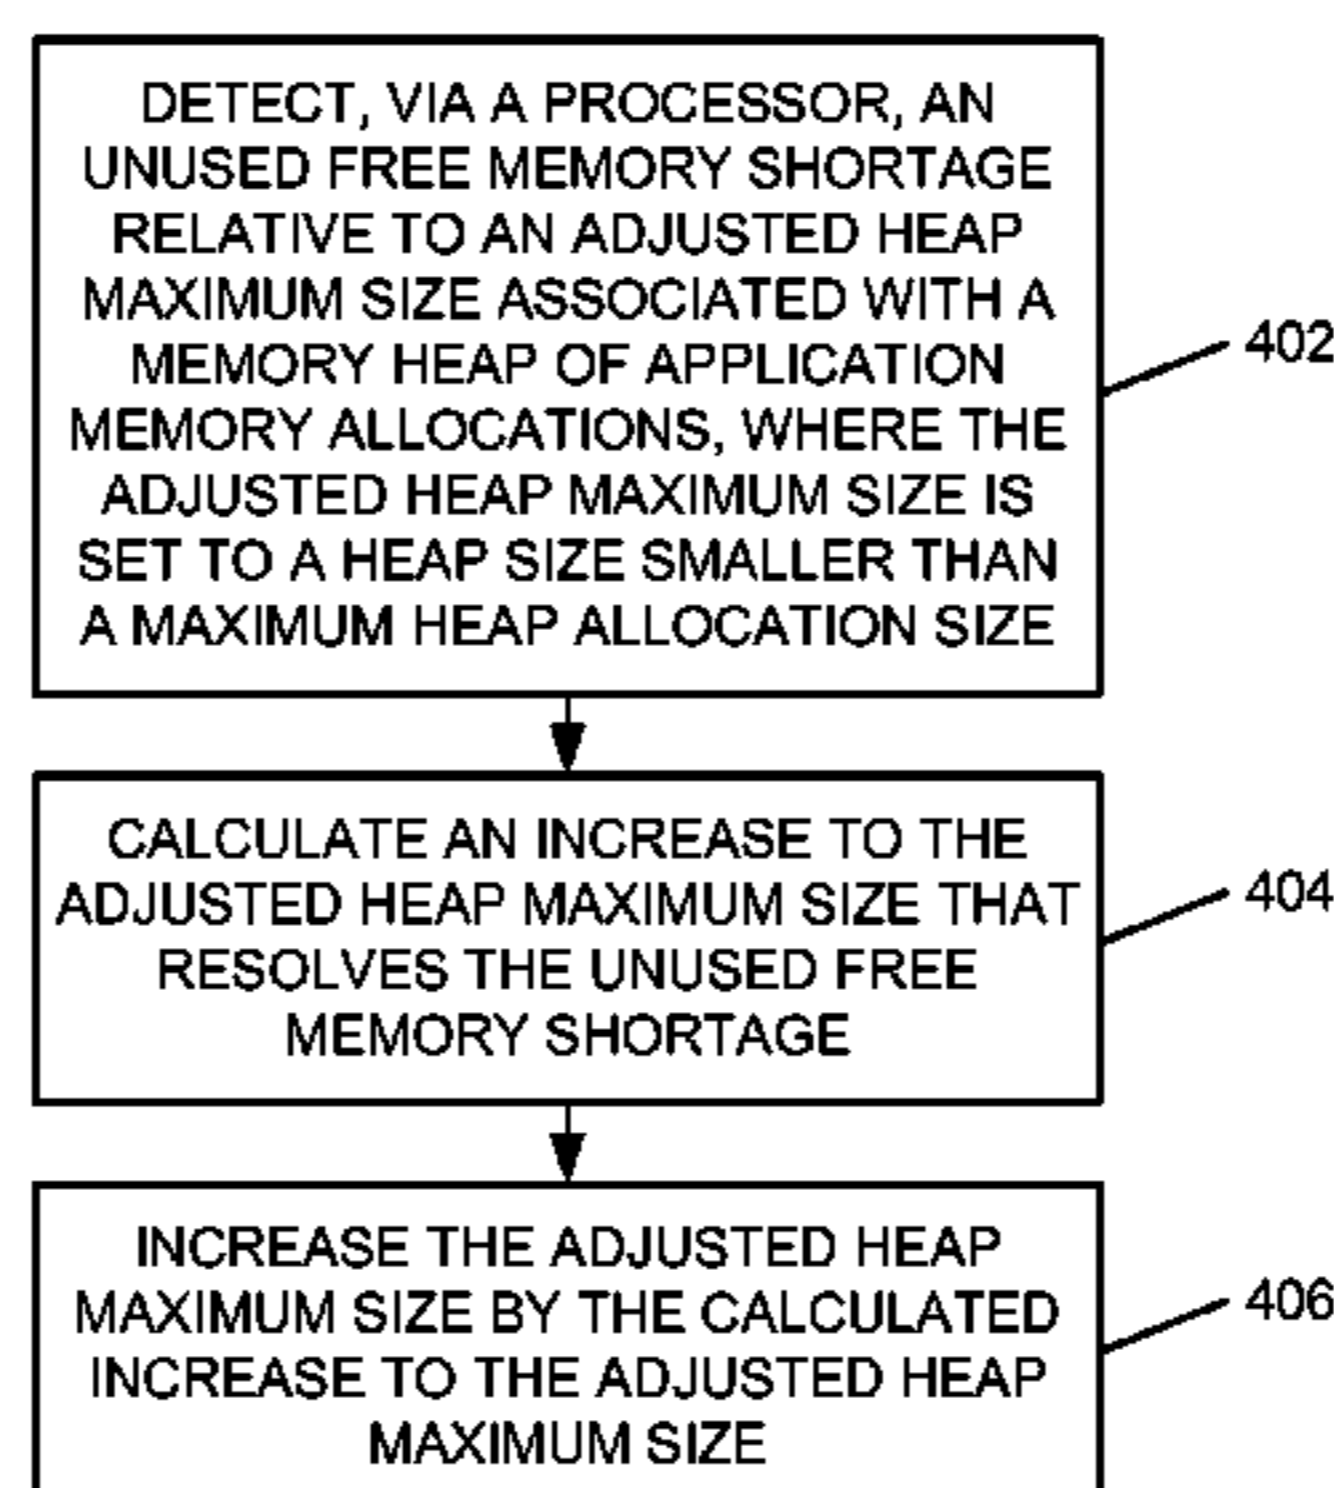 DETECT, VIA A PROCESSOR, AN
UNUSED FREE MEMORY SHORTAGE
RELATIVE TO AN ADJUSTED HEAP
MAXIMUM SIZE ASSOCIATED WITH A
MEMORY HEAP OF APPLICATION
MEMORY ALLOCATIONS, WHERE THE
ADJUSTED HEAP MAXIMUM SIZE IS
SET TO A HEAP SIZE SMALLER THAN
A MAXIMUM HEAP ALLOCATION SIZE
402
CALCULATE AN INCREASE TO THE
ADJUSTED HEAP MAXIMUM SIZE THAT
RESOLVES THE UNUSED FREE
MEMORY SHORTAGE
404
INCREASE THE ADJUSTED HEAP
MAXIMUM SIZE BY THE CALCULATED
INCREASE TO THE ADJUSTED HEAP
MAXIMUM SIZE
406